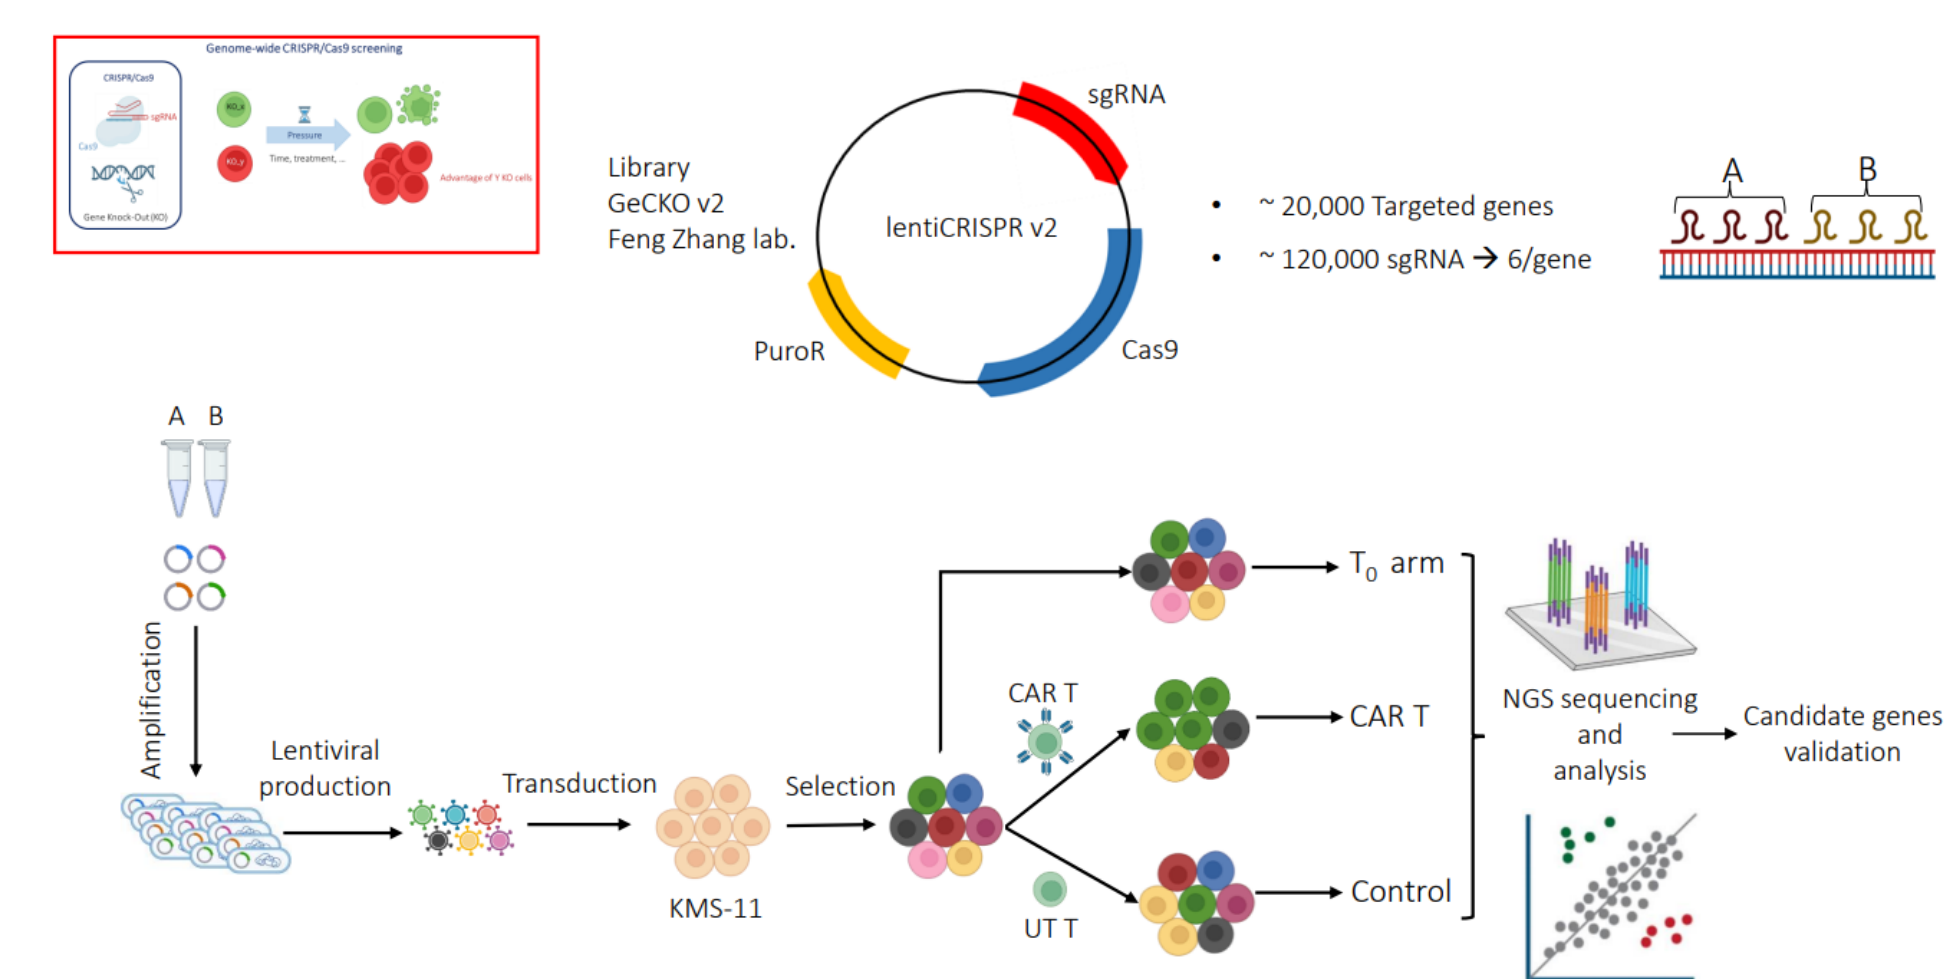 Genome-wide CRISPR/Cas9 screening
CRISPR/Cas9
sgRNA
Cas9
Gene Knock-Out (KO)
KO_x
KO_y
Pressure
Time, treatment, ...
Advantage of Y KO cells
Library
GeCKO v2
Feng Zhang lab.
lentiCRISPR v2
sgRNA
Cas9
PuroR
• ~ 20,000 Targeted genes
• ~ 120,000 sgRNA → 6/gene
A
B
A B
Amplification
Lentiviral
production
Transduction
KMS-11
Selection
CAR T
UT T
T0 arm
CAR T
Control
NGS sequencing
and
analysis
Candidate genes
validation